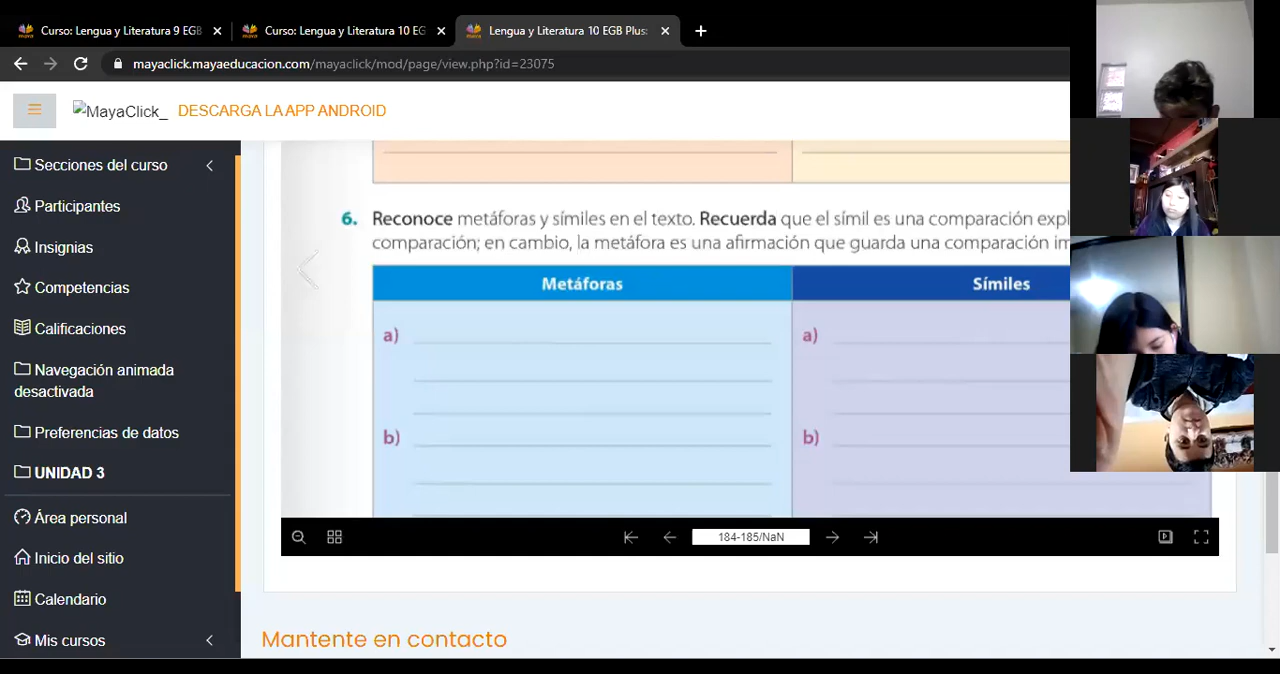 Curso: Lengua y Literatura 9 EGB
Curso: Lengua y Literatura 10 EG
Lengua y Literatura 10 EGB Plus:
mayaclick.mayaeducacion.com/mayaclick/mod/page/view.php?id=23075
MayaClick_
DESCARGA LA APP ANDROID
Secciones del curso
Participantes
Insignias
Competencias
Calificaciones
Navegación animada
desactivada
Preferencias de datos
UNIDAD 3
Área personal
Inicio del sitio
Calendario
Mis cursos
6. Reconoce metáforas y símiles en el texto. Recuerda que el símil es una comparación expl
comparación; en cambio, la metáfora es una afirmación que guarda una comparación im
Metáforas
Símiles
a)
a)
b)
b)
184-185/NaN
Mantente en contacto